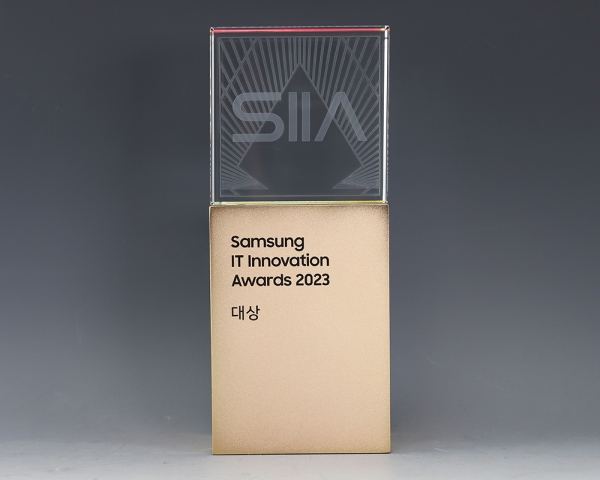 SIIA
Samsung
IT Innovation
Awards 2023
대상